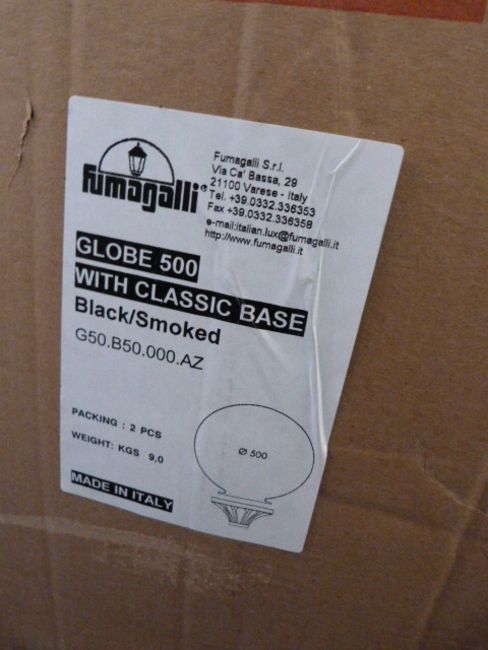 fumagalli®
Fumagalli S.r.l.
Via Ca' Bassa, 29
21100 Varese - Italy
Tel. +39.0332.336353
Fax +39.0332.336358
e-mail:italian.lux@fumagalli.it
http://www.fumagalli.it
GLOBE 500
WITH CLASSIC BASE
Black/Smoked
G50.B50.000.AZ
PACKING : 2 PCS
WEIGHT: KGS 9,0
Ø 500
MADE IN ITALY